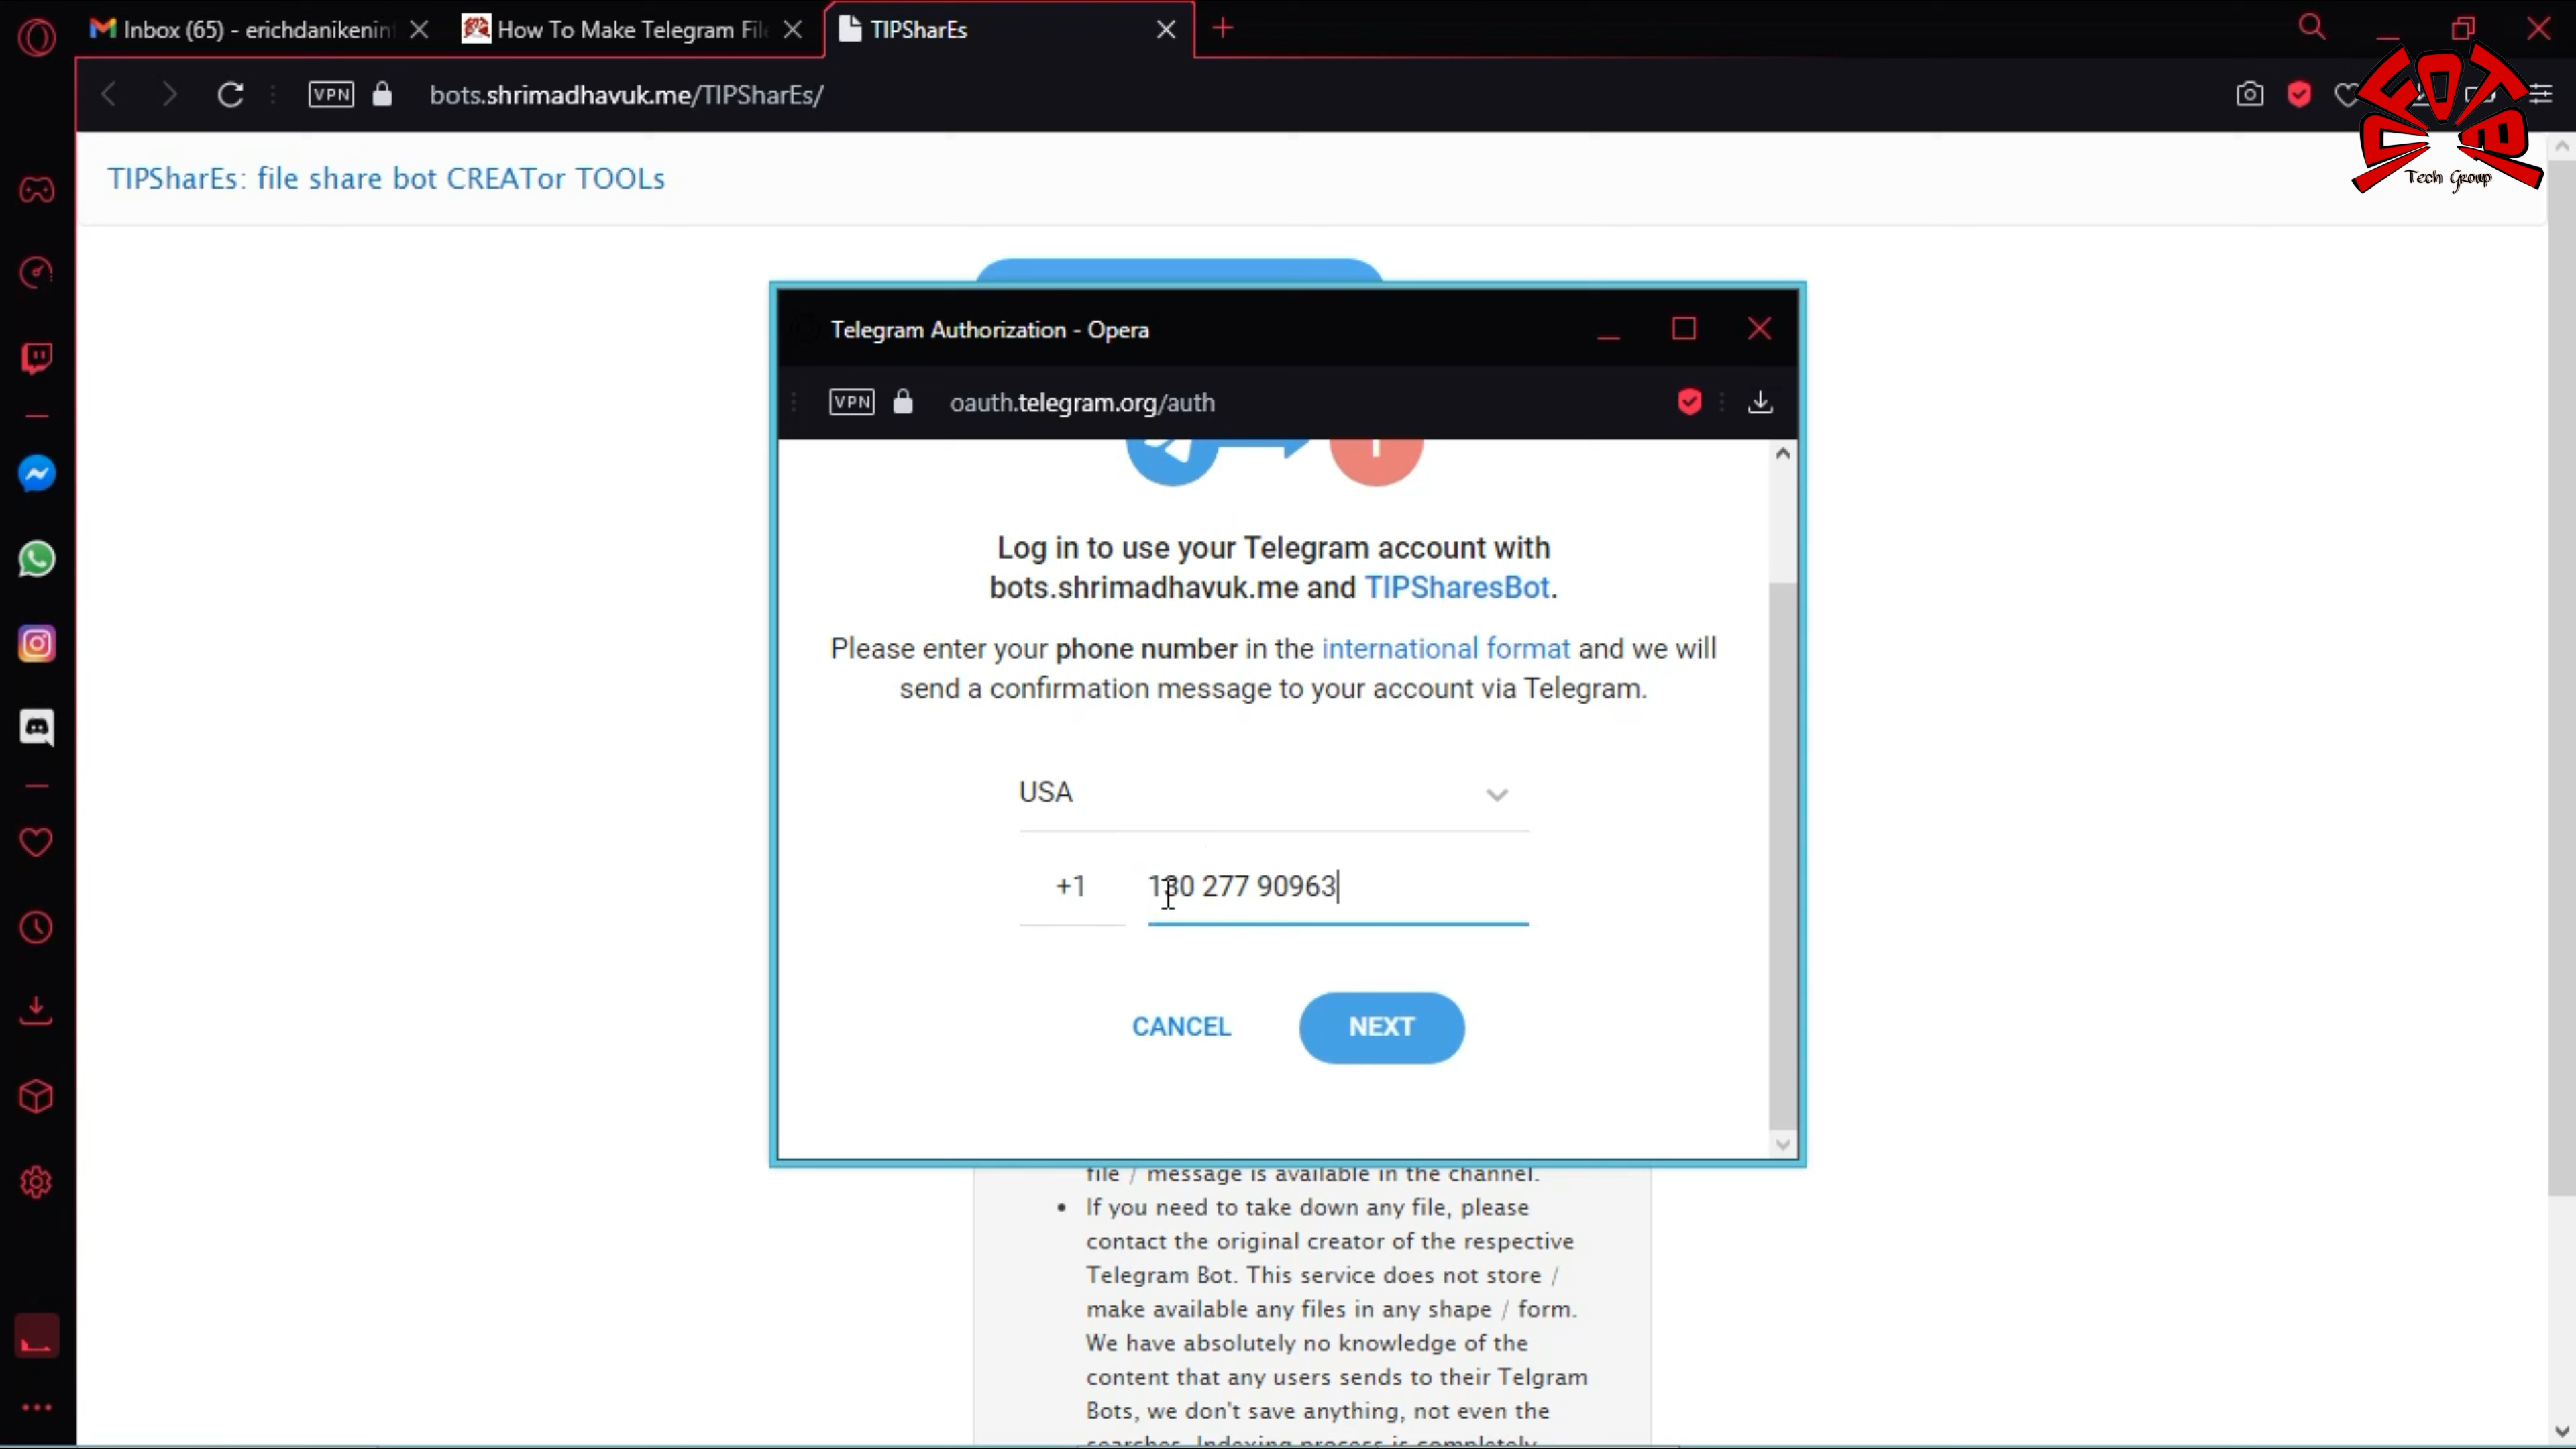 Inbox (65) - erichdanikenin
How To Make Telegram Fil
TIPSharEs
VPN
bots.shrimadhavuk.me/TIPSharEs/
Tech Group
TIPSharEs: file share bot CREATor TOOLs
Telegram Authorization - Opera
VPN
oauth.telegram.org/auth
Log in to use your Telegram account with
bots.shrimadhavuk.me and TIPSharesBot.
Please enter your phone number in the international format and we will
send a confirmation message to your account via Telegram.
USA
+1
130 277 90963
CANCEL
NEXT
file / message is available in the channel.
• If you need to take down any file, please
contact the original creator of the respective
Telegram Bot. This service does not store /
make available any files in any shape / form.
We have absolutely no knowledge of the
content that any users sends to their Telgram
Bots, we don't save anything, not even the
searches. Indexing process is completely